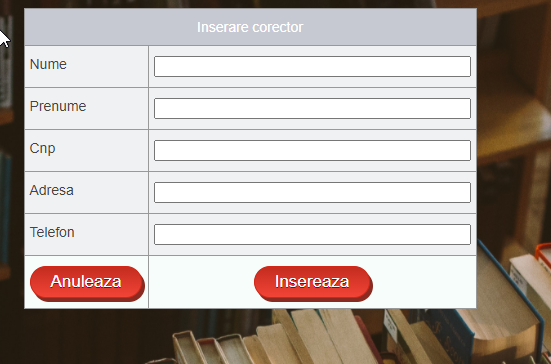 Inserare corector
Nume
Prenume
Cnp
Adresa
Telefon
Anuleaza Insereaza